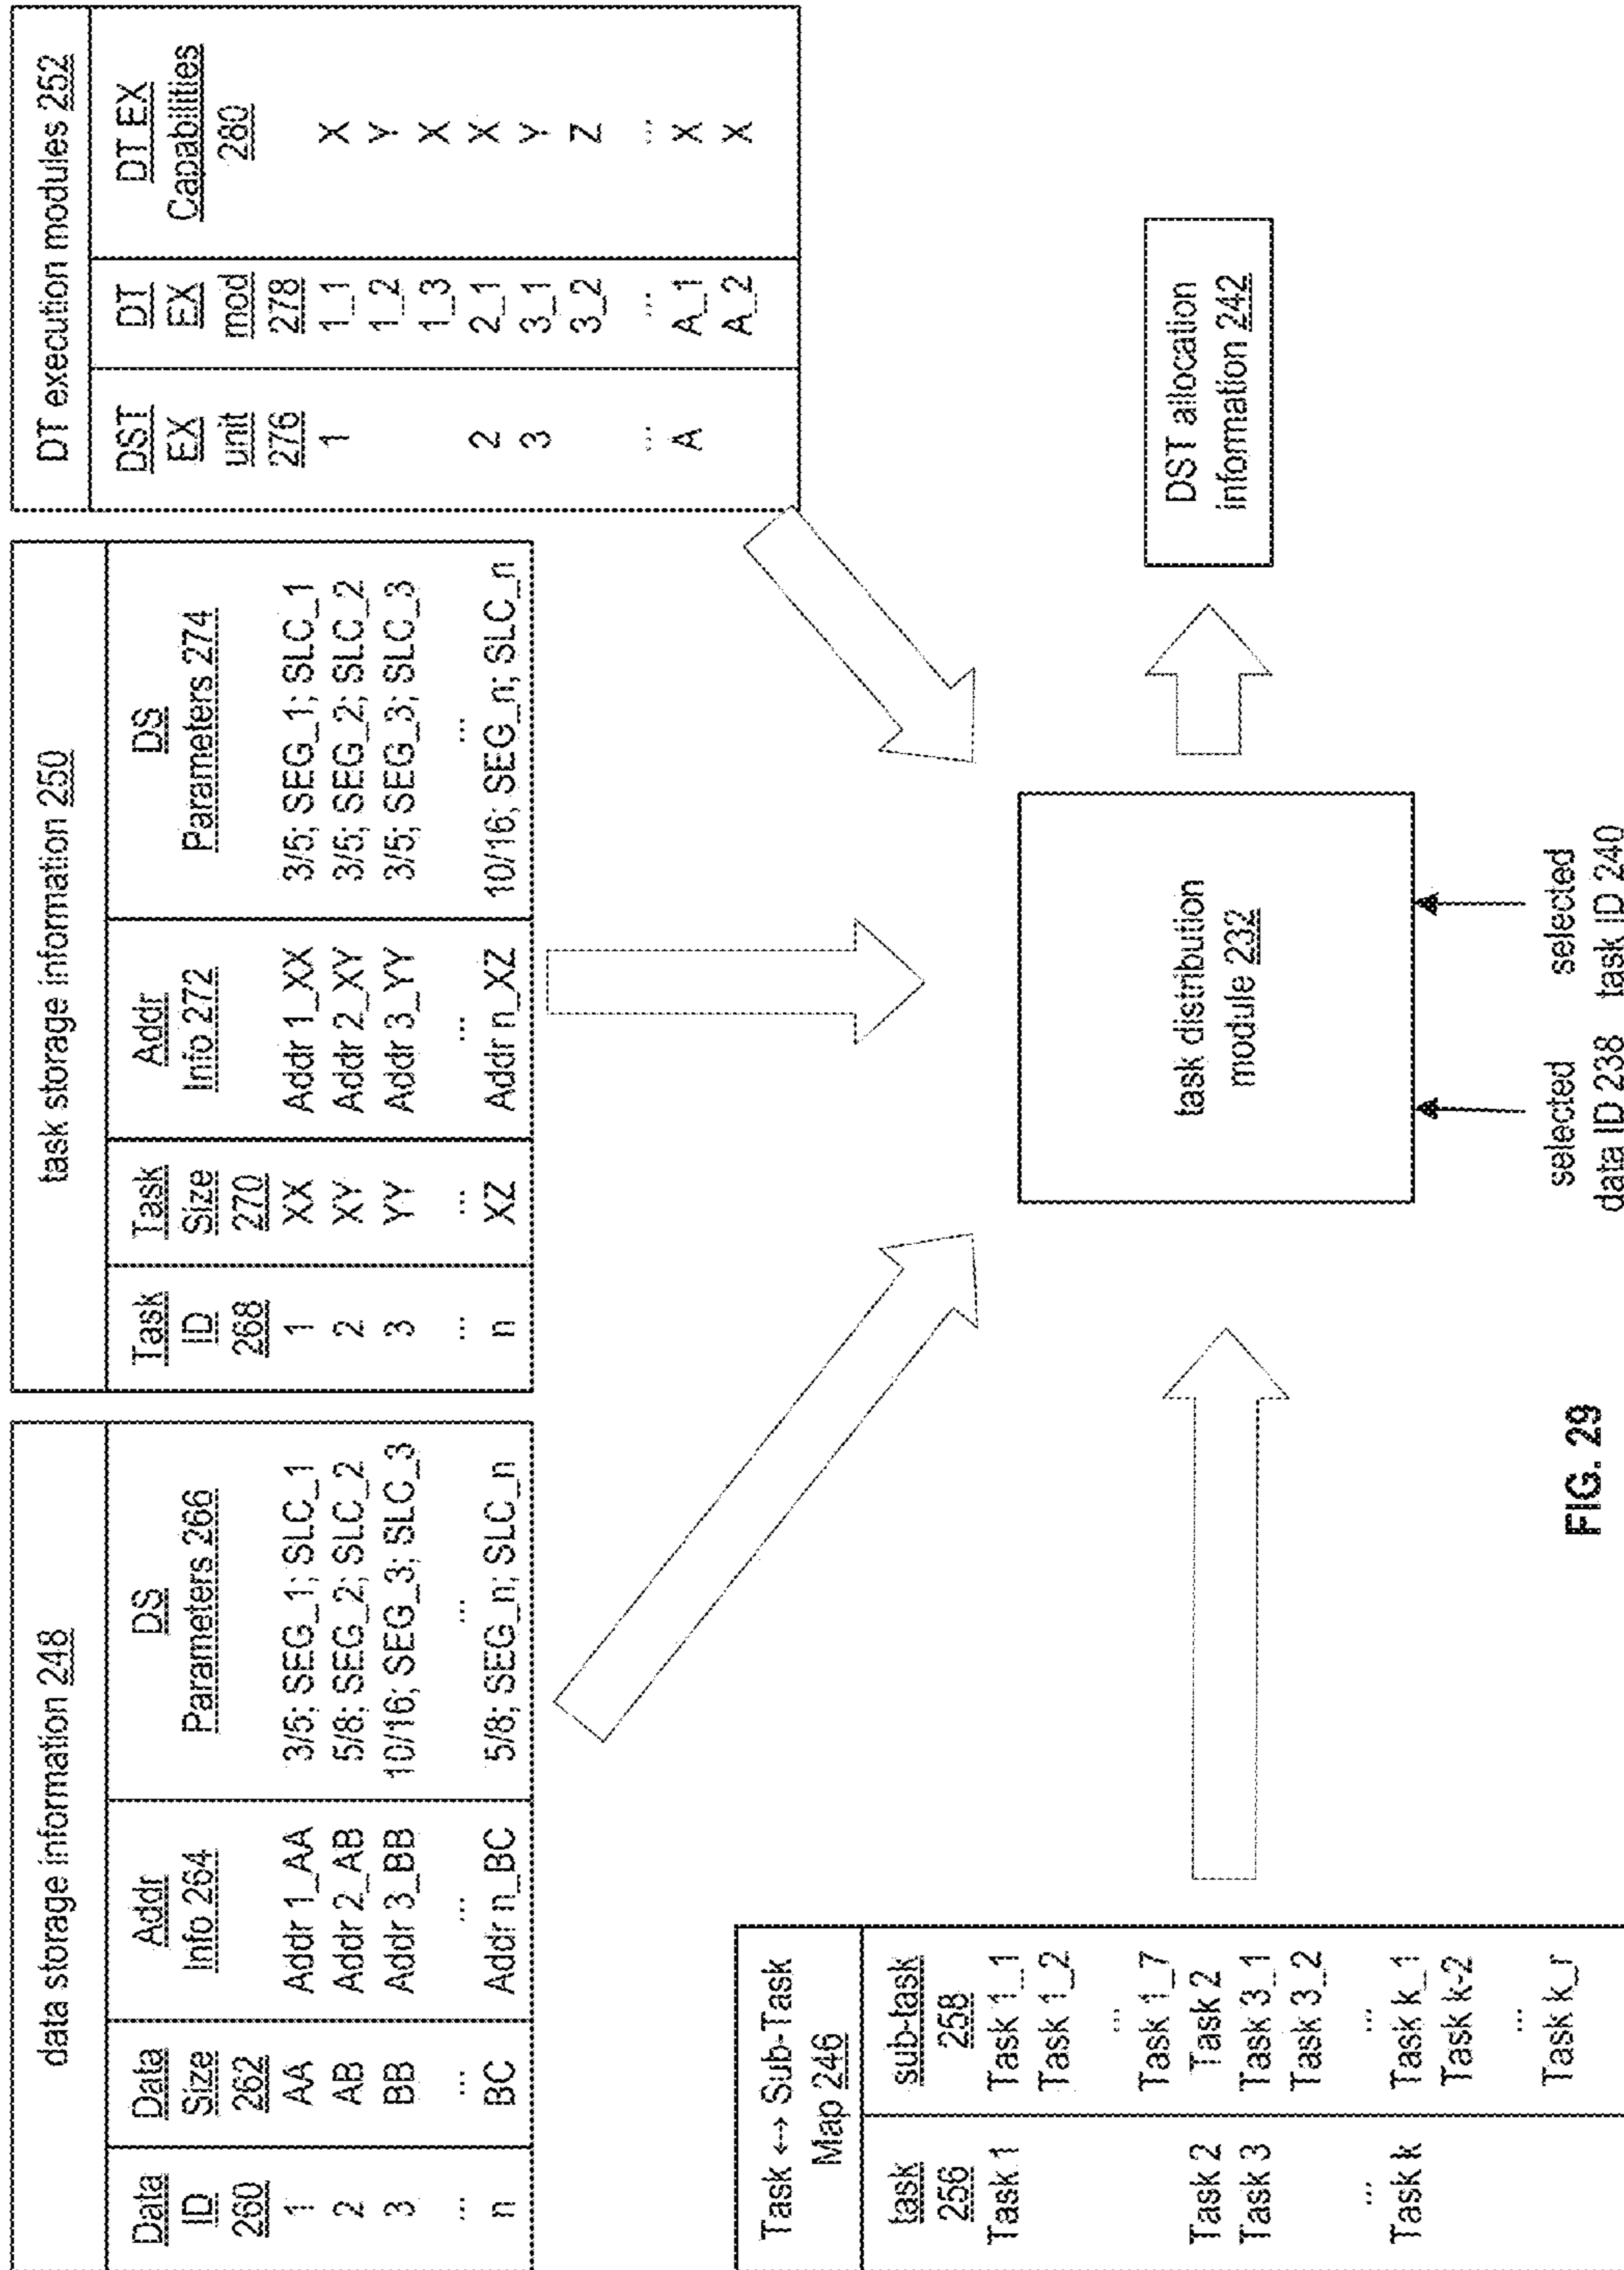 data storage information 248
Data ID 260 Data Size 262 Addr Info 264 DS Parameters 266
1 AA Addr 1_AA 3/5; SEG_1; SLC_1
2 AB Addr 2_AB 5/8; SEG_2; SLC_2
3 BB Addr 3_BB 10/16; SEG_3; SLC_3
... ... ... ...
n BC Addr n_BC 5/8; SEG_n; SLC_n
task storage information 250
Task ID 268 Task Size 270 Addr Info 272 DS Parameters 274
1 XX Addr 1_XX 3/5; SEG_1; SLC_1
2 XY Addr 2_XY 3/5; SEG_2; SLC_2
3 YY Addr 3_YY 3/5; SEG_3; SLC_3
... ... ... ...
n XZ Addr n_XZ 10/16; SEG_n; SLC_n
DT execution modules 252
DST EX unit 276 DT EX mod 278 DT EX Capabilities 280
1 1_1 X
1_2 Y
1_3 X
2 2_1 X
3 3_1 Y
3_2 Z
... ... ...
A A_1 X
A_2 X
Task ↔ Sub-Task
Map 246
task 256 sub-task 258
Task 1 Task 1_1
Task 1_2
...
Task 1_7
Task 2 Task 2
Task 3 Task 3_1
Task 3_2
... ...
Task k Task k_1
Task k-2
...
Task k_r
task distribution
module 232
DST allocation
information 242
selected
data ID 238
selected
task ID 240
FIG. 29